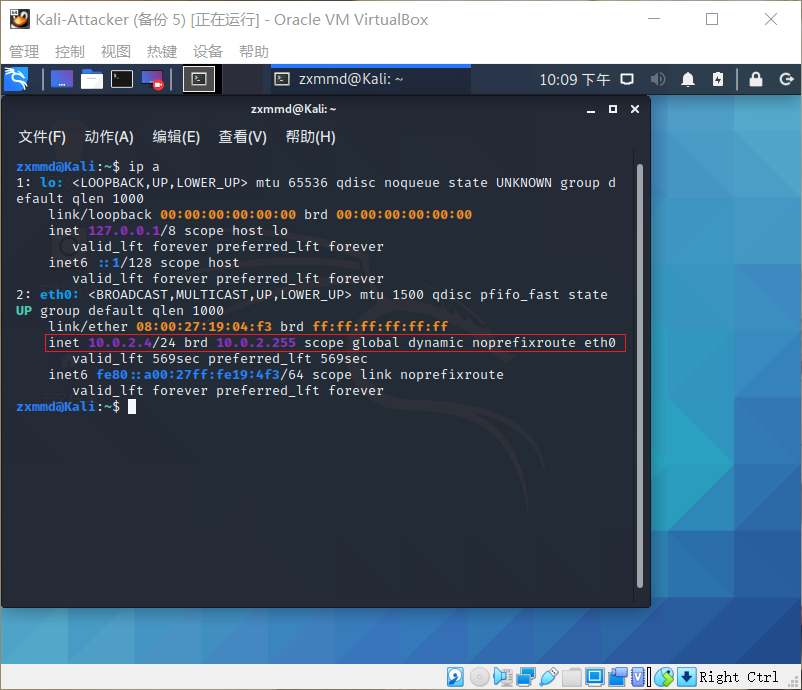 Kali-Attacker (备份 5) [正在运行] - Oracle VM VirtualBox
管理 控制 视图 热键 设备 帮助
zxmmd@Kali: ~ 10:09 下午
zxmmd@Kali: ~
文件(F) 动作(A) 编辑(E) 查看(V) 帮助(H)
zxmmd@Kali:~$ ip a
1: lo: <LOOPBACK,UP,LOWER_UP> mtu 65536 qdisc noqueue state UNKNOWN group d
efault qlen 1000
link/loopback 00:00:00:00:00:00 brd 00:00:00:00:00:00
inet 127.0.0.1/8 scope host lo
valid_lft forever preferred_lft forever
inet6 ::1/128 scope host
valid_lft forever preferred_lft forever
2: eth0: <BROADCAST,MULTICAST,UP,LOWER_UP> mtu 1500 qdisc pfifo_fast state
UP group default qlen 1000
link/ether 08:00:27:19:04:f3 brd ff:ff:ff:ff:ff:ff
inet 10.0.2.4/24 brd 10.0.2.255 scope global dynamic noprefixroute eth0
valid_lft 569sec preferred_lft 569sec
inet6 fe80::a00:27ff:fe19:4f3/64 scope link noprefixroute
valid_lft forever preferred_lft forever
zxmmd@Kali:~$
Right Ctrl